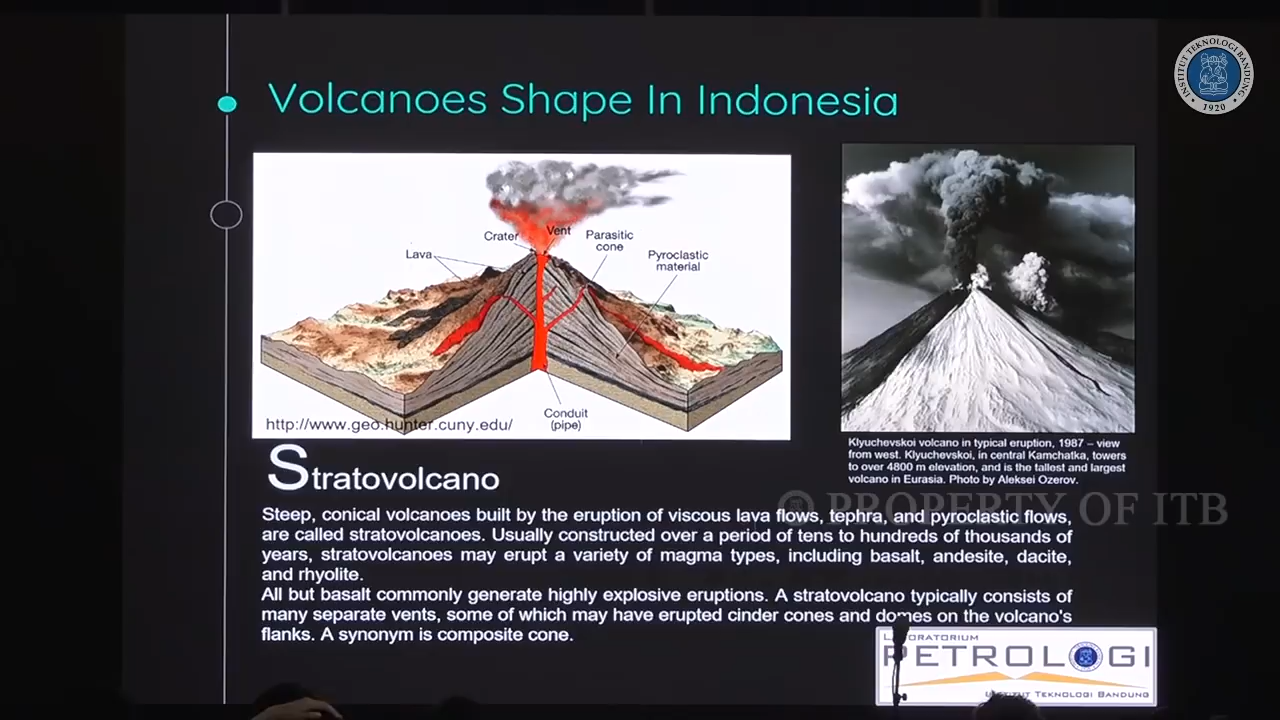 Volcanoes Shape In Indonesia
INSTITUT TEKNOLOGI BANDUNG
1920
Crater
Vent
Parasitic
cone
Lava
Pyroclastic
material
Conduit
(pipe)
http://www.geo.hunter.cuny.edu/
Klyuchevskoi volcano in typical eruption, 1987 – view
from west. Klyuchevskoi, in central Kamchatka, towers
to over 4800 m elevation, and is the tallest and largest
volcano in Eurasia. Photo by Aleksei Ozerov.
Stratovolcano
© PROPERTY OF ITB
Steep, conical volcanoes built by the eruption of viscous lava flows, tephra, and pyroclastic flows,
are called stratovolcanoes. Usually constructed over a period of tens to hundreds of thousands of
years, stratovolcanoes may erupt a variety of magma types, including basalt, andesite, dacite,
and rhyolite.
All but basalt commonly generate highly explosive eruptions. A stratovolcano typically consists of
many separate vents, some of which may have erupted cinder cones and domes on the volcano's
flanks. A synonym is composite cone.
LABORATORIUM
PETROLOGI
INSTITUT TEKNOLOGI BANDUNG